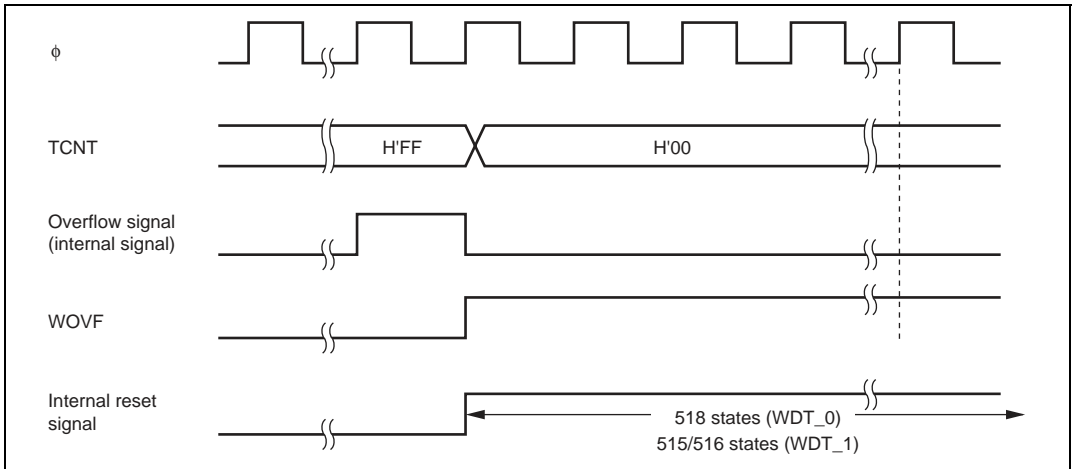 ϕ
TCNT
H'FF
H'00
Overflow signal
(internal signal)
WOVF
Internal reset
signal
518 states (WDT_0)
515/516 states (WDT_1)